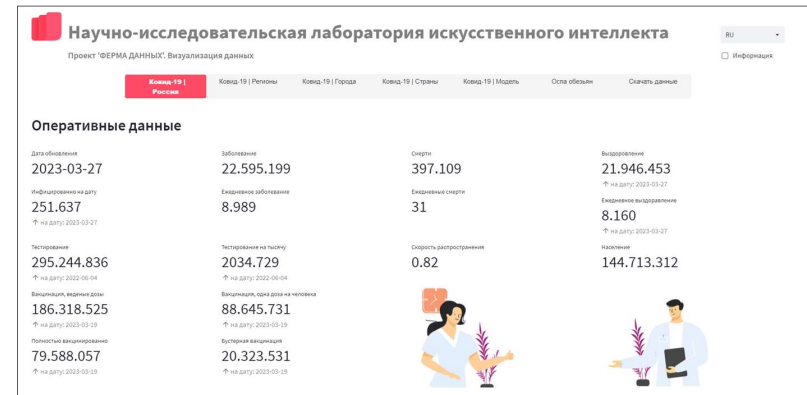 Научно-исследовательская лаборатория искусственного интеллекта
RU
Проект 'ФЕРМА ДАННЫХ'. Визуализация данных
Информация
Ковид-19 | Россия
Ковид-19 | Регионы
Ковид-19 | Города
Ковид-19 | Страны
Ковид-19 | Модель
Оспа обезьян
Скачать данные
Оперативные данные
Дата обновления
2023-03-27
Заболевание
22.595.199
Смерти
397.109
Выздоровление
21.946.453
↑ на дату: 2023-03-27
Инфицированно на дату
251.637
↑ на дату: 2023-03-27
Ежедневное заболевание
8.989
Ежедневные смерти
31
Ежедневное выздоравление
8.160
↑ на дату: 2023-03-27
Тестирование
295.244.836
↑ на дату: 2022-06-04
Тестирование на тысячу
2034.729
↑ на дату: 2022-06-04
Скорость распространения
0.82
Население
144.713.312
Вакцинация, веденых дозы
186.318.525
↑ на дату: 2023-03-19
Вакцинация, одна доза на человека
88.645.731
↑ на дату: 2023-03-19
Полностью вакцинированно
79.588.057
↑ на дату: 2023-03-19
Бустерная вакцинация
20.323.531
↑ на дату: 2023-03-19